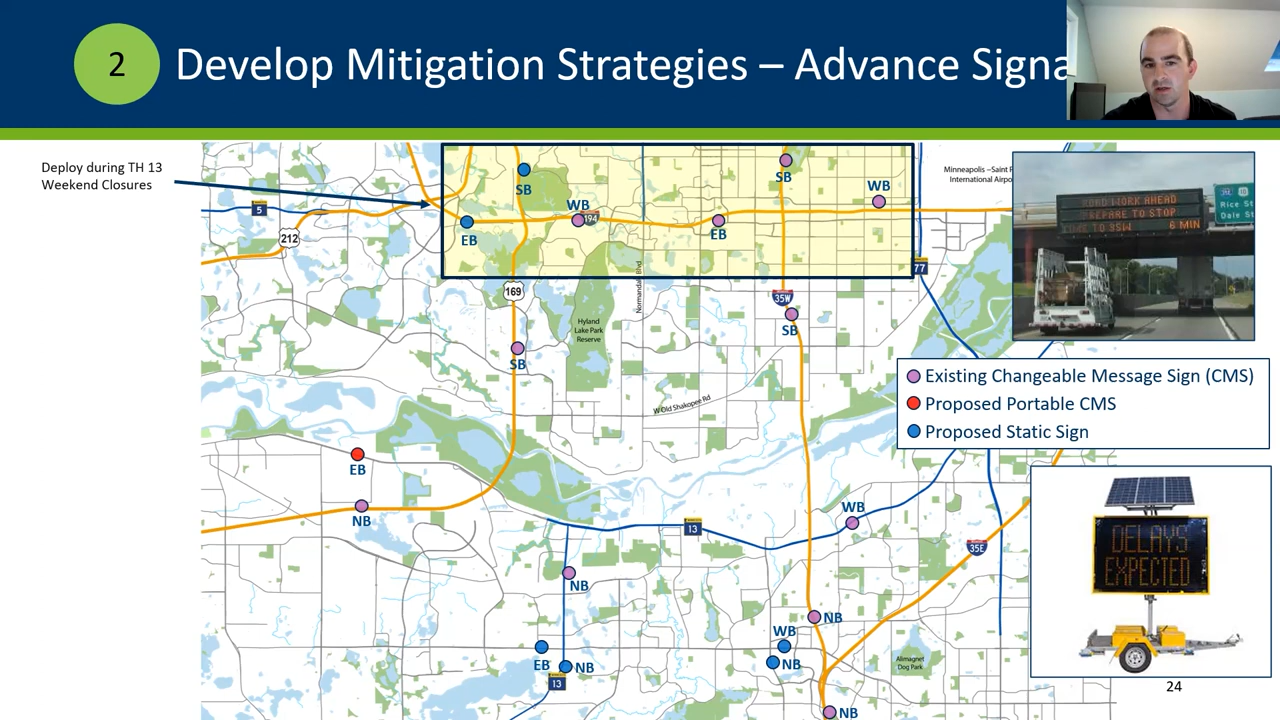 2
Develop Mitigation Strategies – Advance Signa
Deploy during TH 13
Weekend Closures
5
212
SB
EB
WB
194
EB
SB
WB
77
Minneapolis –Saint P
International Airpo
ROAD WORK AHEAD
PREPARE TO STOP
TIME TO 35W 6 MIN
Rice St
Dale St
169
Normandale Blvd
35W
SB
Hyland
Lake Park
Reserve
SB
W Old Shakopee Rd
Existing Changeable Message Sign (CMS)
Proposed Portable CMS
Proposed Static Sign
EB
NB
13
WB
35E
DELAYS
EXPECTED
NB
NB
WB
NB
EB
NB
13
Alimagnet
Dog Park
NB
24